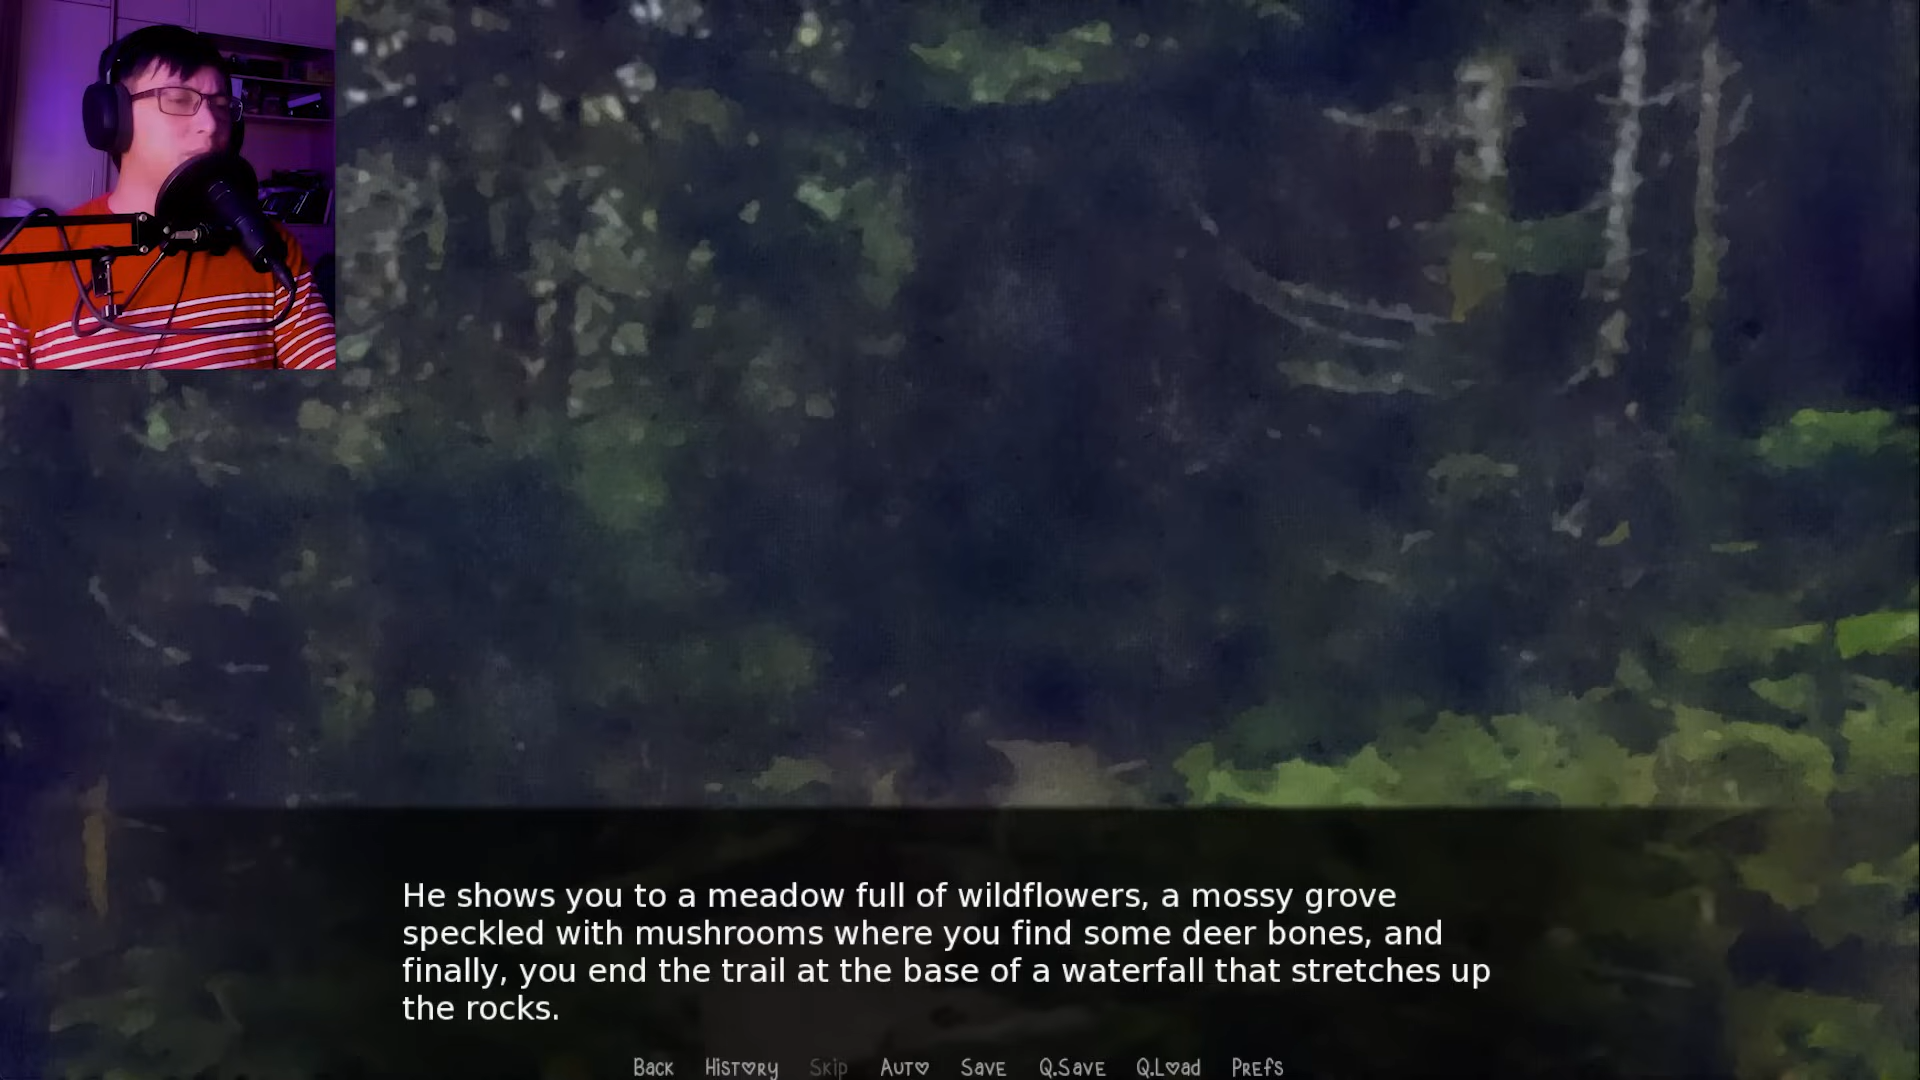 He shows you to a meadow full of wildflowers, a mossy grove
speckled with mushrooms where you find some deer bones, and
finally, you end the trail at the base of a waterfall that stretches up
the rocks.
Back History Skip Auto Save Q.Save Q.Load Prefs